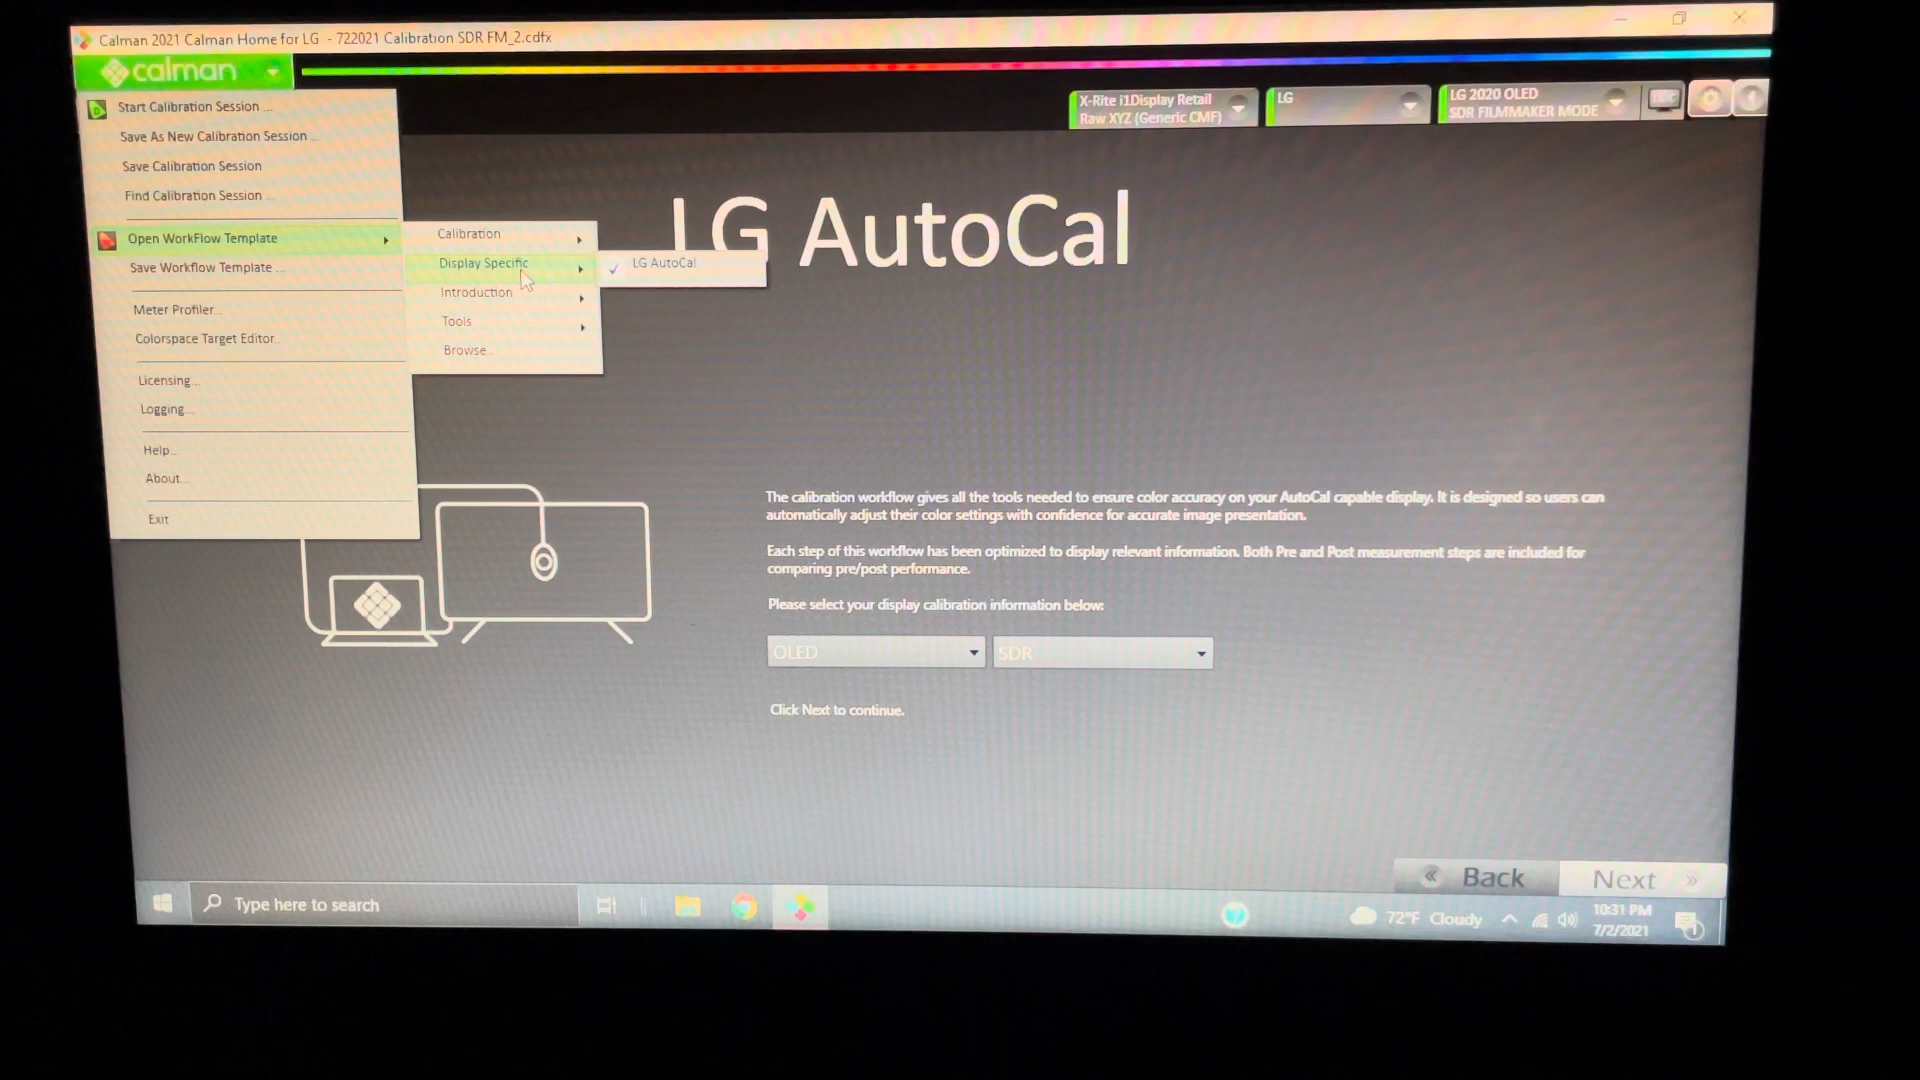 Calman 2021 Calman Home for LG - 722021 Calibration SDR FM_2.cdfx
calman
X-Rite i1Display Retail
Raw XYZ (Generic CMF)
LG
LG 2020 OLED
SDR FILMMAKER MODE
Start Calibration Session ...
Save As New Calibration Session ...
Save Calibration Session
Find Calibration Session ...
Open WorkFlow Template
Save Workflow Template ...
Meter Profiler...
Colorspace Target Editor...
Licensing...
Logging...
Help...
About...
Exit
Calibration
Display Specific
Introduction
Tools
Browse...
LG AutoCal
LG AutoCal
The calibration workflow gives all the tools needed to ensure color accuracy on your AutoCal capable display. It is designed so users can
automatically adjust their color settings with confidence for accurate image presentation.
Each step of this workflow has been optimized to display relevant information. Both Pre and Post measurement steps are included for
comparing pre/post performance.
Please select your display calibration information below:
OLED
SDR
Click Next to continue.
« Back
Next »
Type here to search
72°F Cloudy
10:31 PM
7/2/2021
1